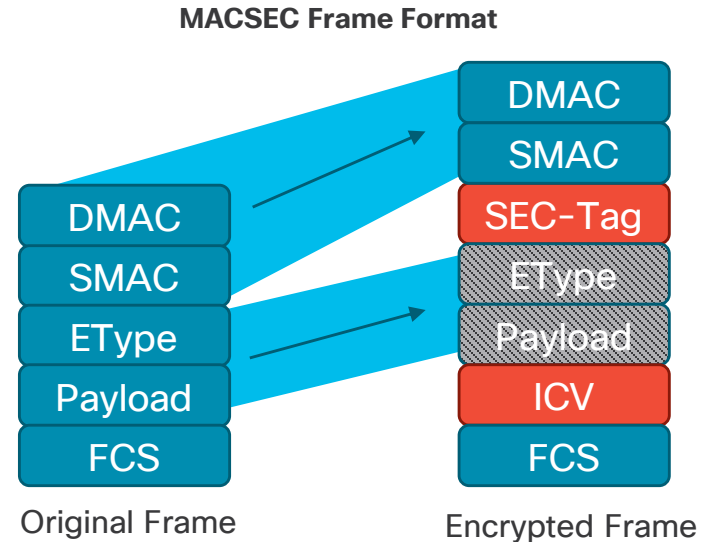 MACSEC Frame Format
DMAC
SMAC
EType
Payload
FCS
Original Frame
DMAC
SMAC
SEC-Tag
EType
Payload
ICV
FCS
Encrypted Frame